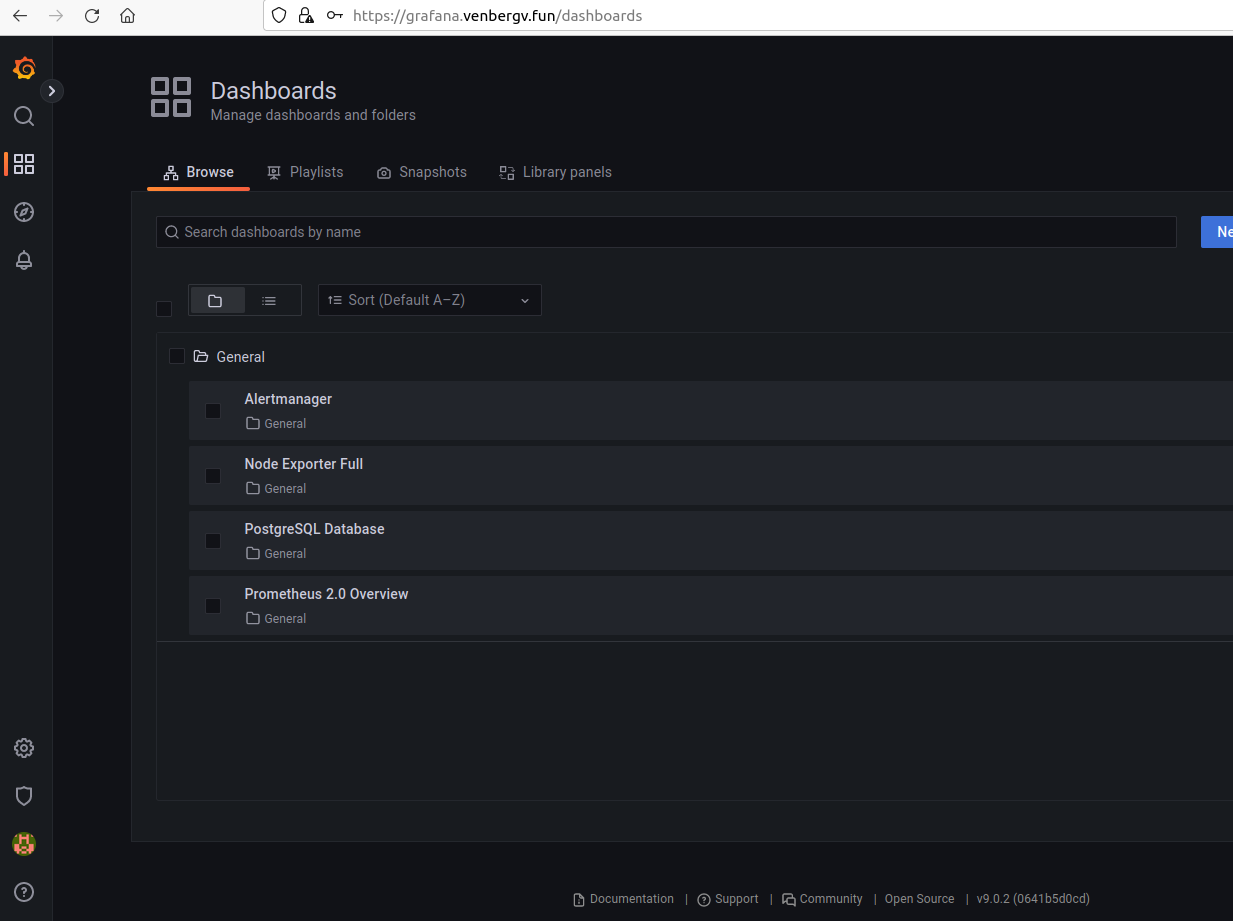 https://grafana.venbergv.fun/dashboards
Dashboards
Manage dashboards and folders
Browse Playlists Snapshots Library panels
Search dashboards by name
Ne
Sort (Default A–Z)
General
Alertmanager
General
Node Exporter Full
General
PostgreSQL Database
General
Prometheus 2.0 Overview
General
Documentation | Support | Community | Open Source | v9.0.2 (0641b5d0cd)